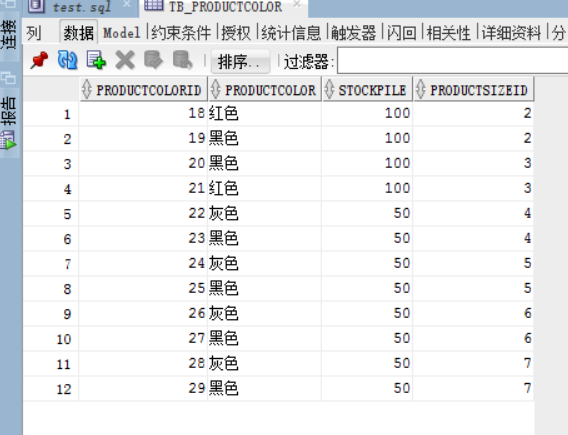 test.sql × TB_PRODUCTCOLOR ×
连接
报告
列 数据 Model |约束条件 |授权 |统计信息 |触发器 |闪回 |相关性 |详细资料 |分
排序.. 过滤器:
PRODUCTCOLORID PRODUCTCOLOR STOCKPILE PRODUCTSIZEID
1 18 红色 100 2
2 19 黑色 100 2
3 20 黑色 100 3
4 21 红色 100 3
5 22 灰色 50 4
6 23 黑色 50 4
7 24 灰色 50 5
8 25 黑色 50 5
9 26 灰色 50 6
10 27 黑色 50 6
11 28 灰色 50 7
12 29 黑色 50 7